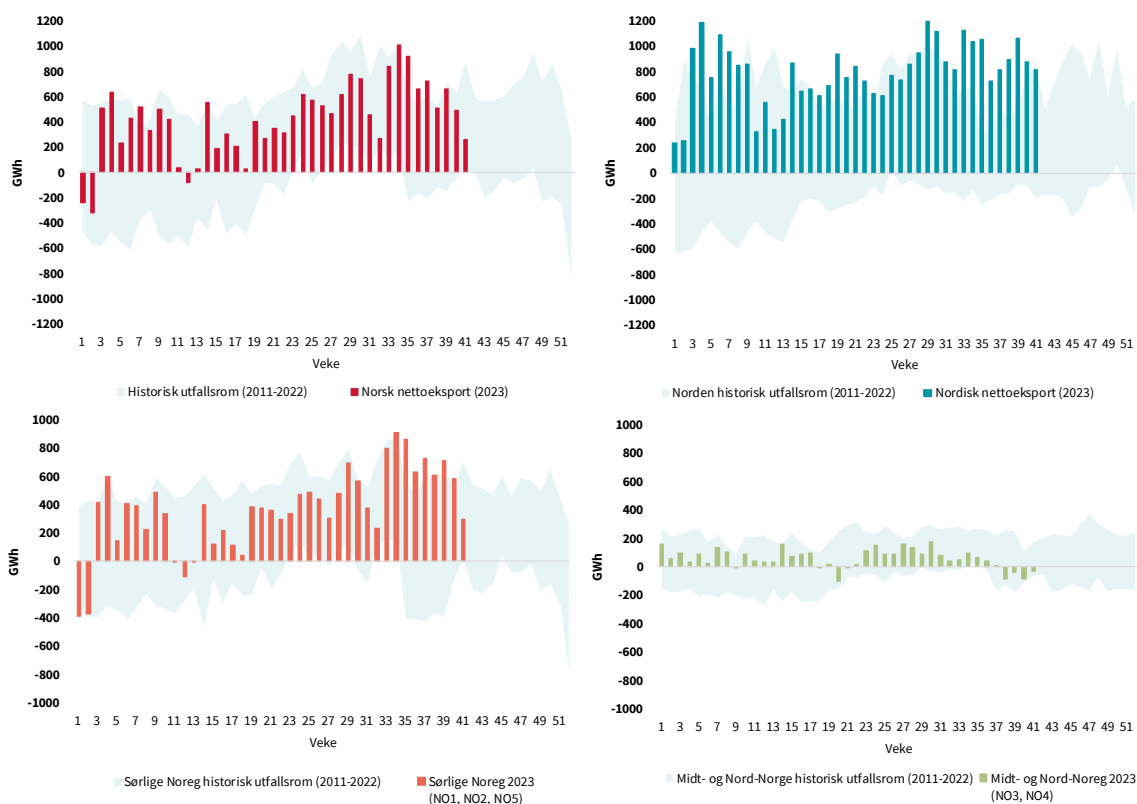 1200
1000
800
600
400
200
0
-200
-400
-600
-800
-1000
-1200
GWh
1 3 5 7 9 11 13 15 17 19 21 23 25 27 29 31 33 35 37 39 41 43 45 47 49 51
Veke
Historisk utfallsrom (2011-2022) Norsk nettoeksport (2023)
1200
1000
800
600
400
200
0
-200
-400
-600
-800
-1000
-1200
GWh
1 3 5 7 9 11 13 15 17 19 21 23 25 27 29 31 33 35 37 39 41 43 45 47 49 51
Veke
Norden historisk utfallsrom (2011-2022) Nordisk nettoeksport (2023)
1000
800
600
400
200
0
-200
-400
-600
-800
-1000
GWh
1 3 5 7 9 11 13 15 17 19 21 23 25 27 29 31 33 35 37 39 41 43 45 47 49 51
Veke
Sørlige Noreg historisk utfallsrom (2011-2022) Sørlige Noreg 2023
(NO1, NO2, NO5)
1000
800
600
400
200
0
-200
-400
-600
-800
-1000
GWh
1 3 5 7 9 11 13 15 17 19 21 23 25 27 29 31 33 35 37 39 41 43 45 47 49 51
Veke
Midt- og Nord-Norge historisk utfallsrom (2011-2022) Midt- og Nord-Noreg 2023
(NO3, NO4)